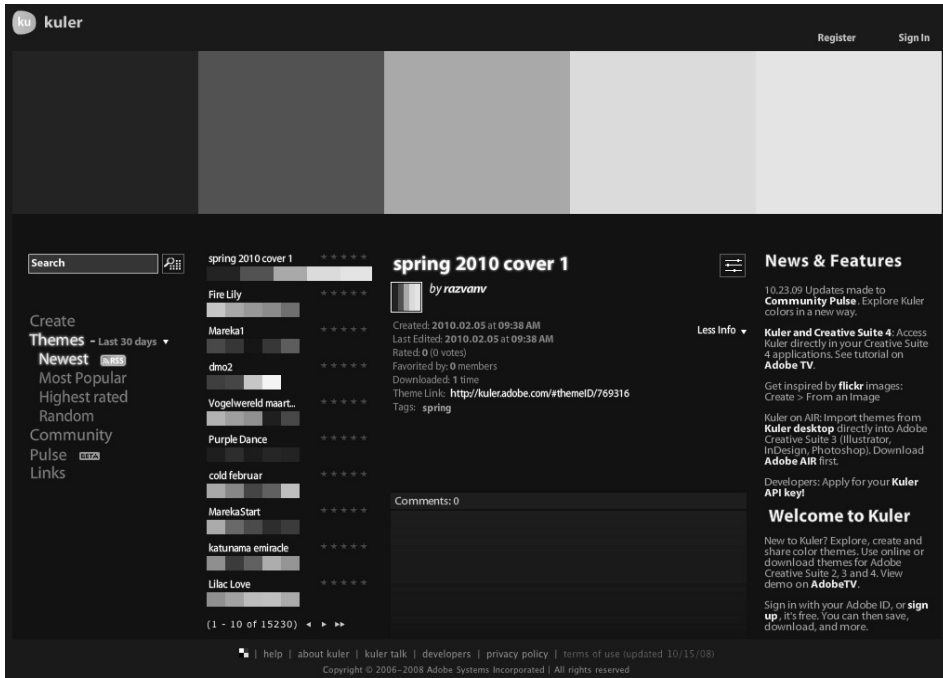 ku kuler
Register Sign In
Search
Create
Themes - Last 30 days
Newest RSS
Most Popular
Highest rated
Random
Community
Pulse BETA
Links
spring 2010 cover 1
Fire Lily
Mareka1
dmo2
Vogelwereld maart...
Purple Dance
cold februar
MarekaStart
katunama emiracle
Lilac Love
(1 - 10 of 15230)
spring 2010 cover 1
by razvanv
Created: 2010.02.05 at 09:38 AM
Last Edited: 2010.02.05 at 09:38 AM
Rated: 0 (0 votes)
Favorited by: 0 members
Downloaded: 1 time
Theme Link: http://kuler.adobe.com/#themeID/769316
Tags: spring
Less Info
Comments: 0
News & Features
10.23.09 Updates made to
Community Pulse. Explore Kuler
colors in a new way.
Kuler and Creative Suite 4: Access
Kuler directly in your Creative Suite
4 applications. See tutorial on
Adobe TV.
Get inspired by flickr images:
Create > From an Image
Kuler on AIR: Import themes from
Kuler desktop directly into Adobe
Creative Suite 3 (Illustrator,
InDesign, Photoshop). Download
Adobe AIR first.
Developers: Apply for your Kuler
API key!
Welcome to Kuler
New to Kuler? Explore, create and
share color themes. Use online or
download themes for Adobe
Creative Suite 2, 3 and 4. View
demo on AdobeTV.
Sign in with your Adobe ID, or sign
up, it's free. You can then save,
download, and more.
| help | about kuler | kuler talk | developers | privacy policy | terms of use (updated 10/15/08)
Copyright © 2006-2008 Adobe Systems Incorporated | All rights reserved